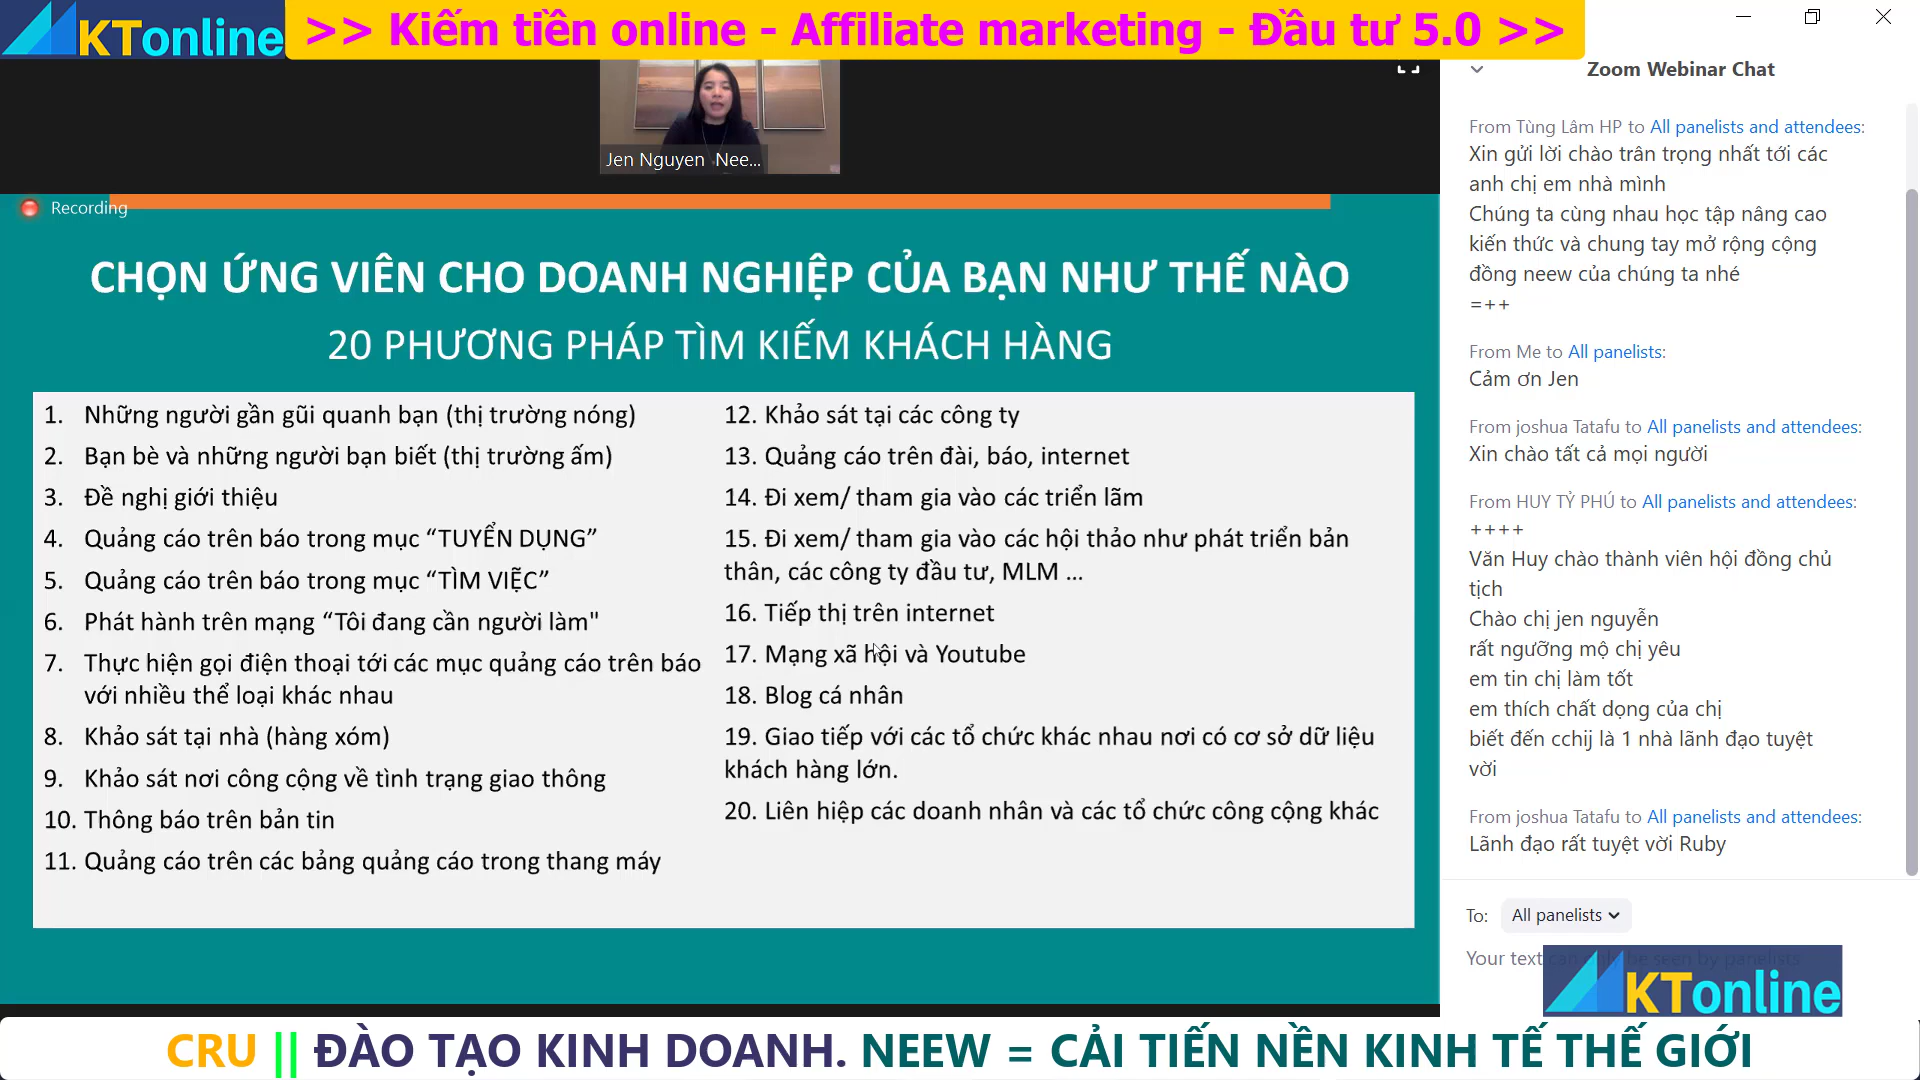 KTonline
>> Kiếm tiền online - Affiliate marketing - Đầu tư 5.0 >>
Jen Nguyen Nee...
Recording
CHỌN ỨNG VIÊN CHO DOANH NGHIỆP CỦA BẠN NHƯ THẾ NÀO
20 PHƯƠNG PHÁP TÌM KIẾM KHÁCH HÀNG
1. Những người gần gũi quanh bạn (thị trường nóng)
2. Bạn bè và những người bạn biết (thị trường ấm)
3. Đề nghị giới thiệu
4. Quảng cáo trên báo trong mục “TUYỂN DỤNG”
5. Quảng cáo trên báo trong mục “TÌM VIỆC”
6. Phát hành trên mạng “Tôi đang cần người làm"
7. Thực hiện gọi điện thoại tới các mục quảng cáo trên báo
với nhiều thể loại khác nhau
8. Khảo sát tại nhà (hàng xóm)
9. Khảo sát nơi công cộng về tình trạng giao thông
10. Thông báo trên bản tin
11. Quảng cáo trên các bảng quảng cáo trong thang máy
12. Khảo sát tại các công ty
13. Quảng cáo trên đài, báo, internet
14. Đi xem/ tham gia vào các triển lãm
15. Đi xem/ tham gia vào các hội thảo như phát triển bản
thân, các công ty đầu tư, MLM ...
16. Tiếp thị trên internet
17. Mạng xã hội và Youtube
18. Blog cá nhân
19. Giao tiếp với các tổ chức khác nhau nơi có cơ sở dữ liệu
khách hàng lớn.
20. Liên hiệp các doanh nhân và các tổ chức công cộng khác
Zoom Webinar Chat
From Tùng Lâm HP to All panelists and attendees:
Xin gửi lời chào trân trọng nhất tới các
anh chị em nhà mình
Chúng ta cùng nhau học tập nâng cao
kiến thức và chung tay mở rộng cộng
đồng neew của chúng ta nhé
=++
From Me to All panelists:
Cảm ơn Jen
From joshua Tatafu to All panelists and attendees:
Xin chào tất cả mọi người
From HUY TỶ PHÚ to All panelists and attendees:
++++
Văn Huy chào thành viên hội đồng chủ
tịch
Chào chị jen nguyễn
rất ngưỡng mộ chị yêu
em tin chị làm tốt
em thích chất dọng của chị
biết đến cchij là 1 nhà lãnh đạo tuyệt
vời
From joshua Tatafu to All panelists and attendees:
Lãnh đạo rất tuyệt vời Ruby
To: All panelists
Your text can only be seen by panelists
KTonline
CRU || ĐÀO TẠO KINH DOANH. NEEW = CẢI TIẾN NỀN KINH TẾ THẾ GIỚI